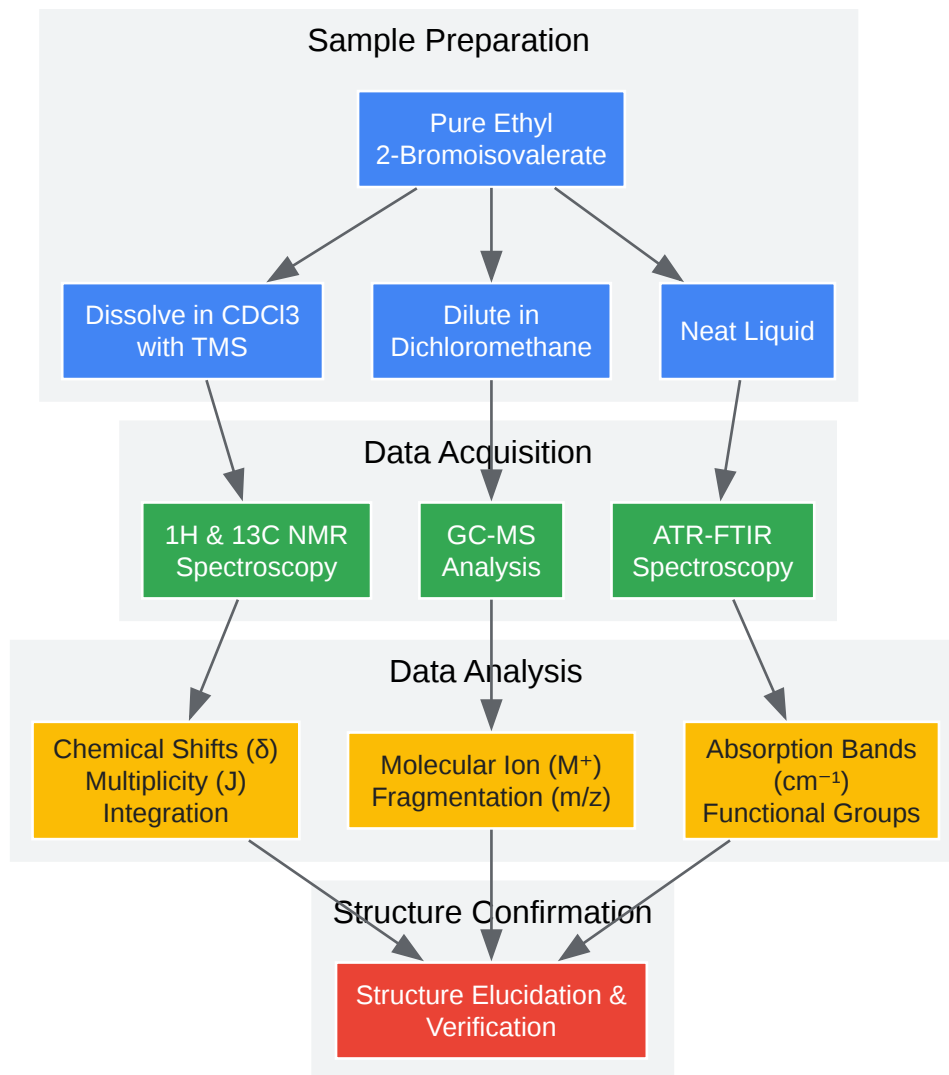 Sample Preparation
Pure Ethyl
2-Bromoisovalerate
Dissolve in CDCl3
with TMS
Dilute in
Dichloromethane
Neat Liquid
Data Acquisition
1H & 13C NMR
Spectroscopy
GC-MS
Analysis
ATR-FTIR
Spectroscopy
Data Analysis
Chemical Shifts (δ)
Multiplicity (J)
Integration
Molecular Ion (M⁺)
Fragmentation (m/z)
Absorption Bands
(cm⁻¹)
Functional Groups
Structure Confirmation
Structure Elucidation &
Verification